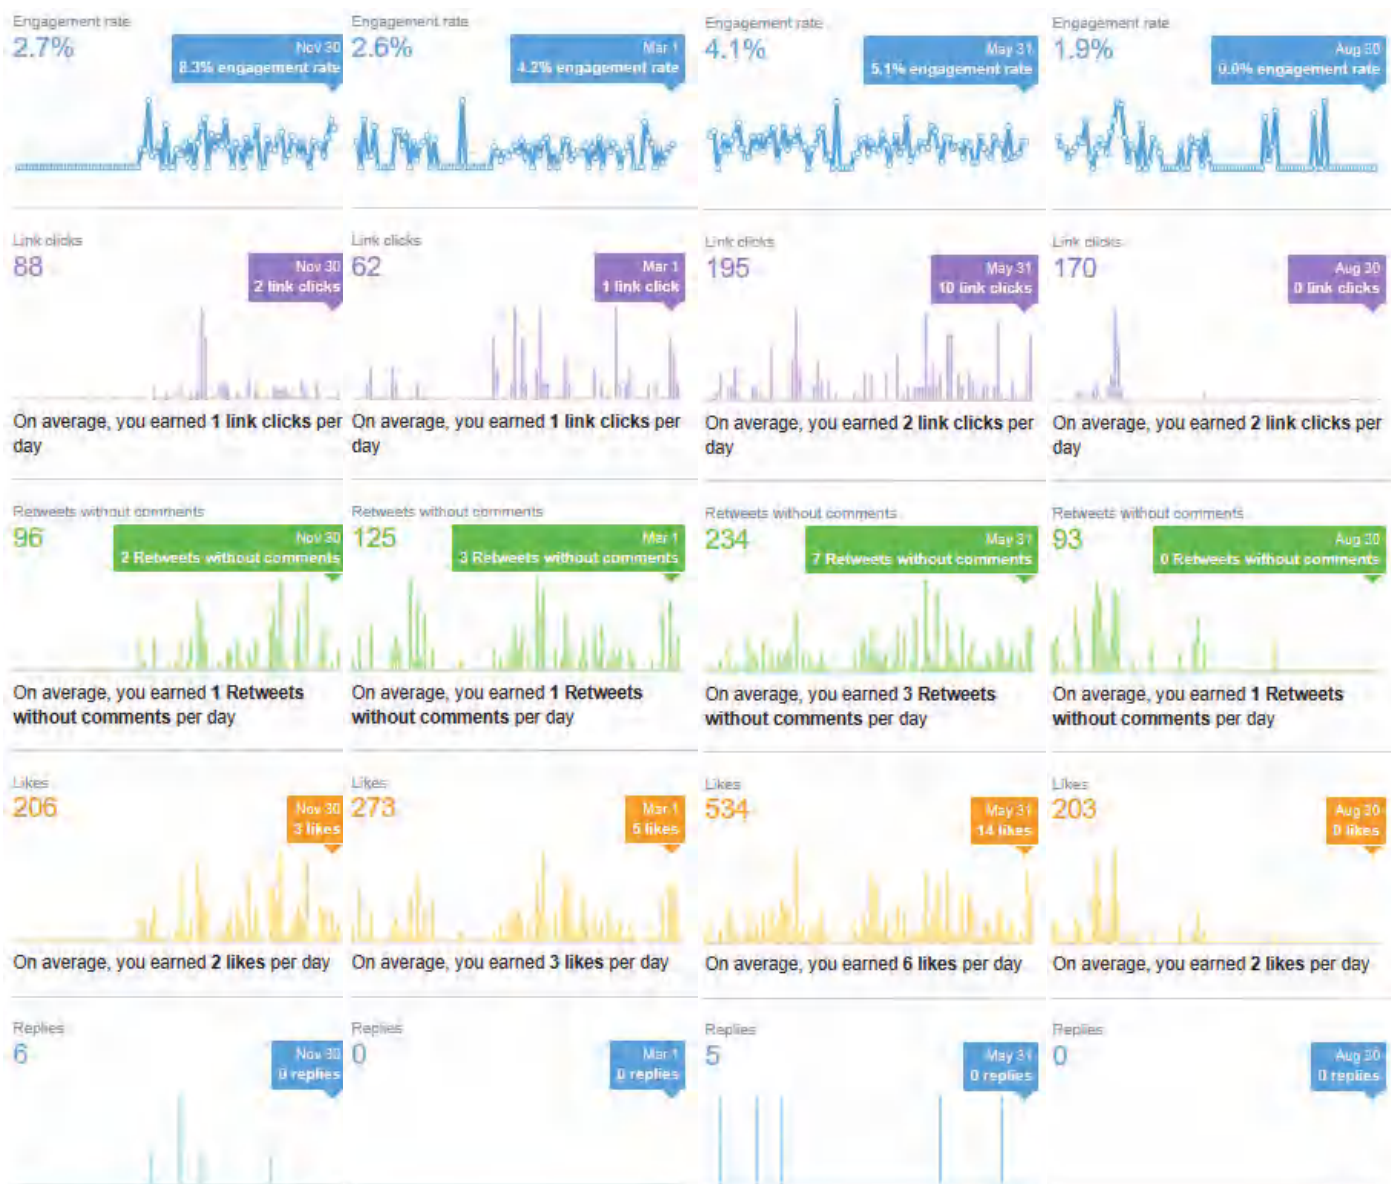 Engagement rate
2.7%
Nov 30
8.3% engagement rate
Engagement rate
2.6%
Mar 1
4.2% engagement rate
Engagement rate
4.1%
May 31
5.1% engagement rate
Engagement rate
1.9%
Aug 30
0.0% engagement rate
Link clicks
88
Nov 30
2 link clicks
Link clicks
62
Mar 1
1 link click
Link clicks
195
May 31
10 link clicks
Link clicks
170
Aug 30
0 link clicks
On average, you earned 1 link clicks per
day
On average, you earned 1 link clicks per
day
On average, you earned 2 link clicks per
day
On average, you earned 2 link clicks per
day
Retweets without comments
96
Nov 30
2 Retweets without comments
Retweets without comments
125
Mar 1
3 Retweets without comments
Retweets without comments
234
May 31
7 Retweets without comments
Retweets without comments
93
Aug 30
0 Retweets without comments
On average, you earned 1 Retweets
without comments per day
On average, you earned 1 Retweets
without comments per day
On average, you earned 3 Retweets
without comments per day
On average, you earned 1 Retweets
without comments per day
Likes
206
Nov 30
3 likes
Likes
273
Mar 1
5 likes
Likes
534
May 31
14 likes
Likes
203
Aug 30
0 likes
On average, you earned 2 likes per day
On average, you earned 3 likes per day
On average, you earned 6 likes per day
On average, you earned 2 likes per day
Replies
6
Nov 30
0 replies
Replies
0
Mar 1
0 replies
Replies
5
May 31
0 replies
Replies
0
Aug 30
0 replies